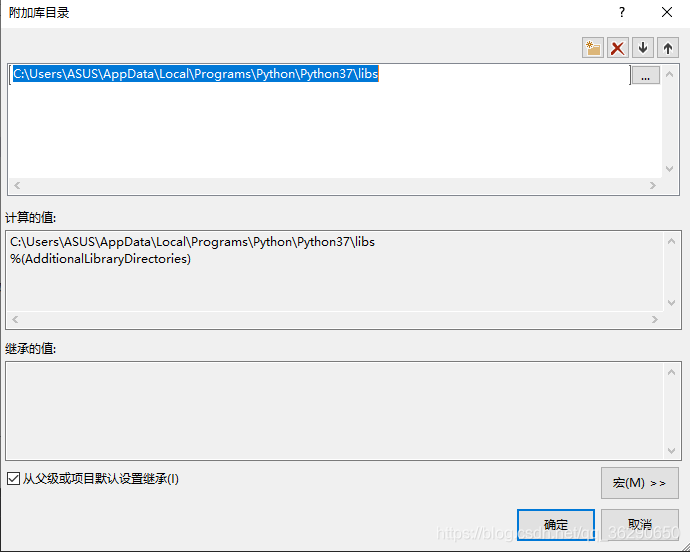 附加库目录
C:\Users\ASUS\AppData\Local\Programs\Python\Python37\libs
...
计算的值:
C:\Users\ASUS\AppData\Local\Programs\Python\Python37\libs
%(AdditionalLibraryDirectories)
继承的值:
从父级或项目默认设置继承(I)
宏(M) >>
确定
取消
https://blog.csdn.net/qq_36290650